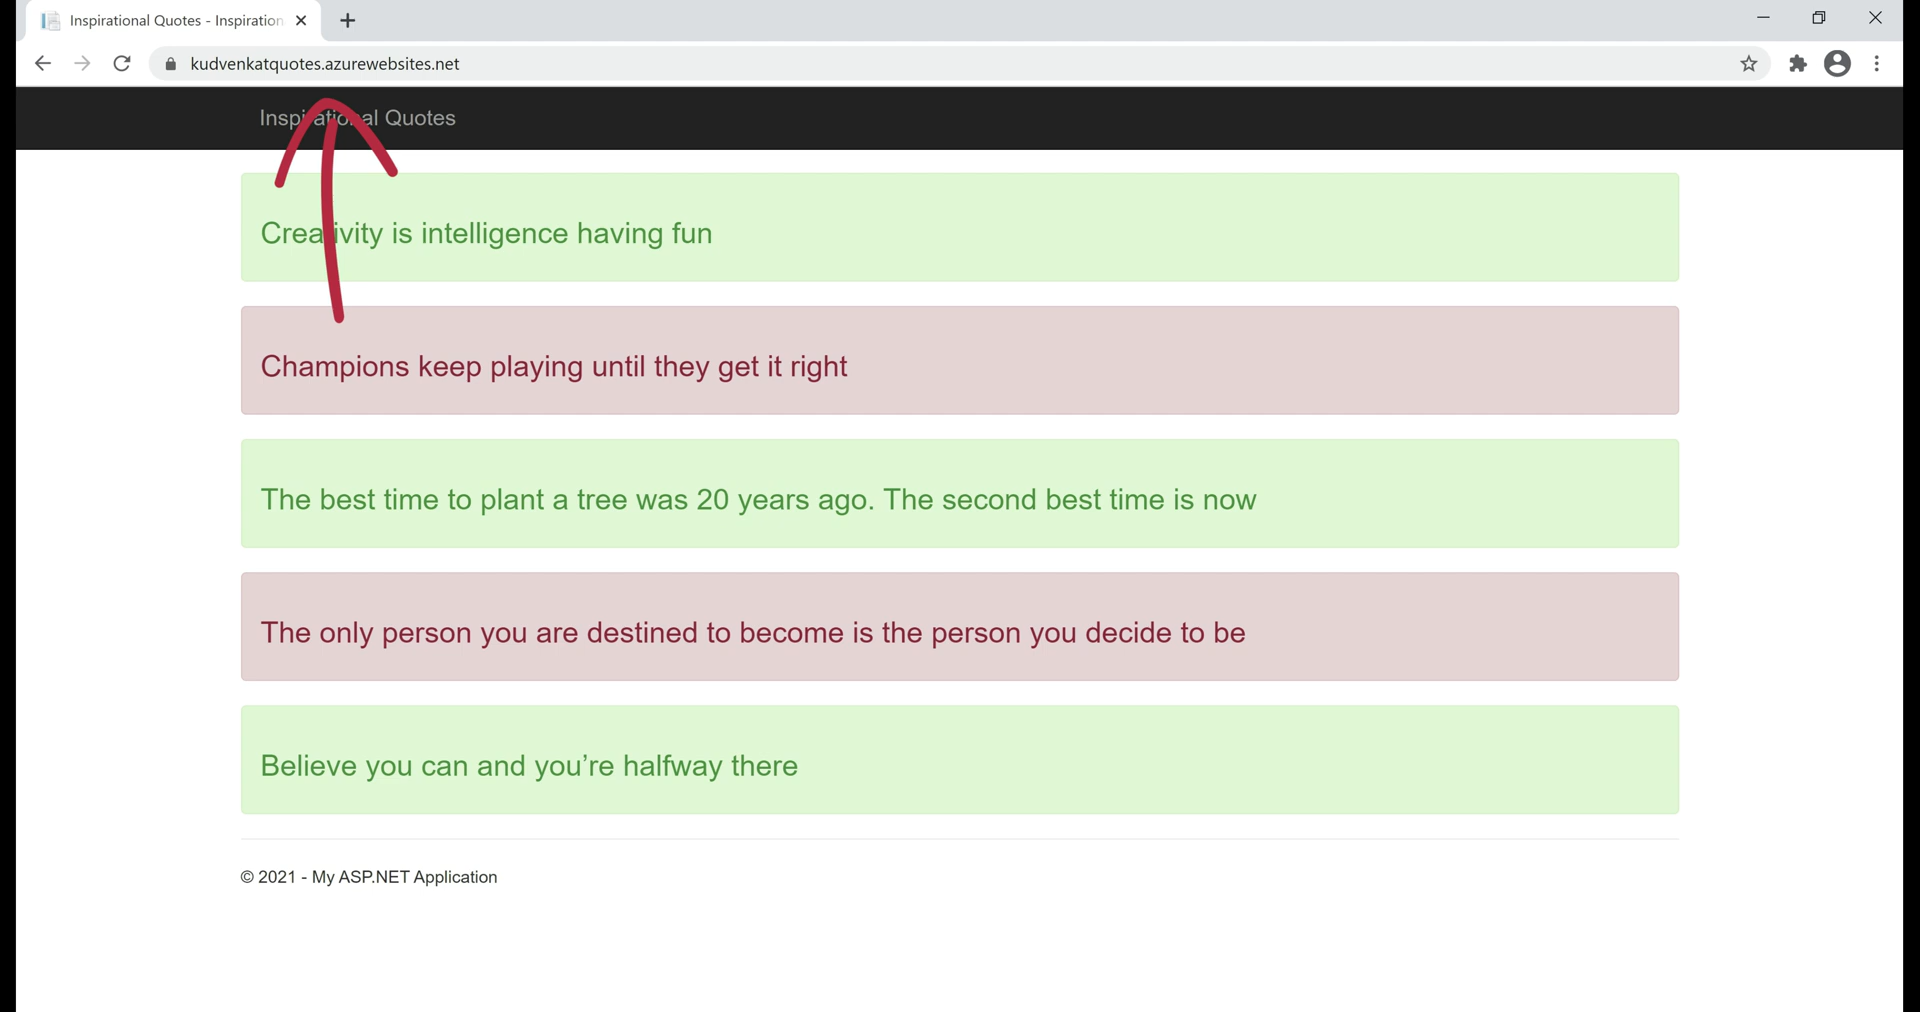 Inspirational Quotes - Inspiration
kudvenkatquotes.azurewebsites.net
Inspirational Quotes
Creativity is intelligence having fun
Champions keep playing until they get it right
The best time to plant a tree was 20 years ago. The second best time is now
The only person you are destined to become is the person you decide to be
Believe you can and you’re halfway there
© 2021 - My ASP.NET Application